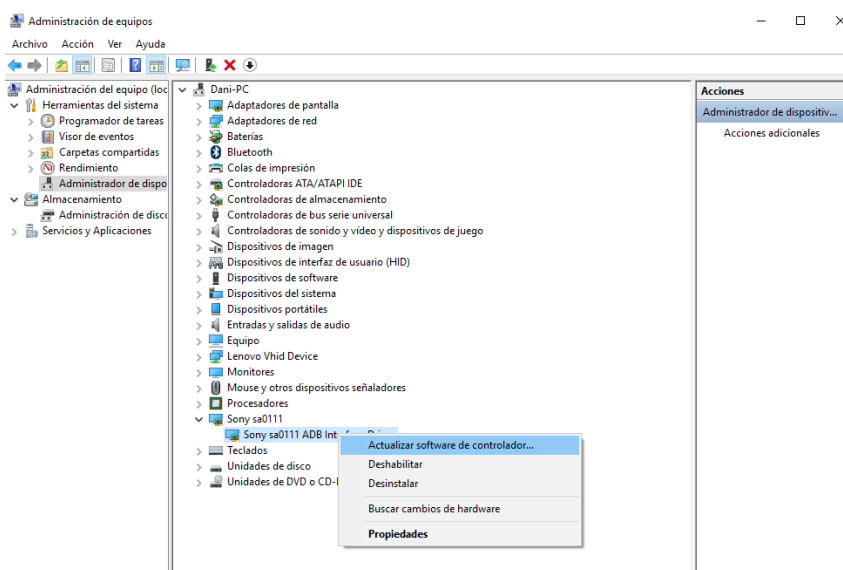 Administración de equipos
Archivo Acción Ver Ayuda
Administración del equipo (loc
Herramientas del sistema
Programador de tareas
Visor de eventos
Carpetas compartidas
Rendimiento
Administrador de dispo
Almacenamiento
Administración de disc
Servicios y Aplicaciones
Dani-PC
Adaptadores de pantalla
Adaptadores de red
Baterías
Bluetooth
Colas de impresión
Controladoras ATA/ATAPI IDE
Controladoras de almacenamiento
Controladoras de bus serie universal
Controladoras de sonido y vídeo y dispositivos de juego
Dispositivos de imagen
Dispositivos de interfaz de usuario (HID)
Dispositivos de software
Dispositivos del sistema
Dispositivos portátiles
Entradas y salidas de audio
Equipo
Lenovo Vhid Device
Monitores
Mouse y otros dispositivos señaladores
Procesadores
Sony sa0111
Sony sa0111 ADB Int
Teclados
Unidades de disco
Unidades de DVD o CD-
Actualizar software de controlador...
Deshabilitar
Desinstalar
Buscar cambios de hardware
Propiedades
Acciones
Administrador de dispositiv...
Acciones adicionales